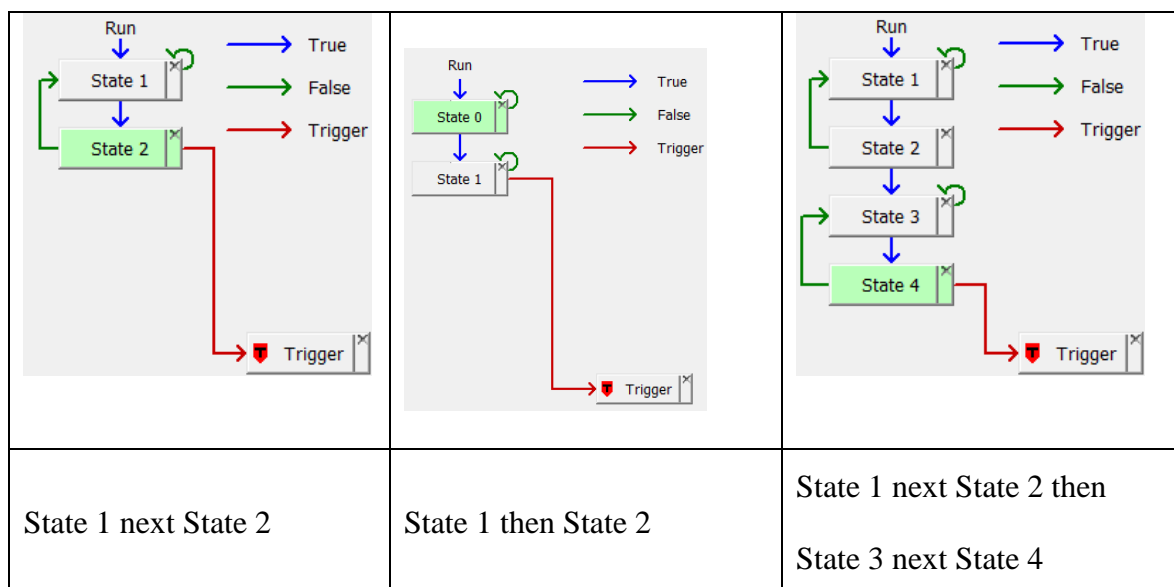 Run
True
State 1
False
State 2
Trigger
T Trigger
State 1 next State 2
Run
True
State 0
False
Trigger
State 1
T Trigger
State 1 then State 2
Run
True
State 1
False
Trigger
State 2
State 3
State 4
T Trigger
State 1 next State 2 then
State 3 next State 4